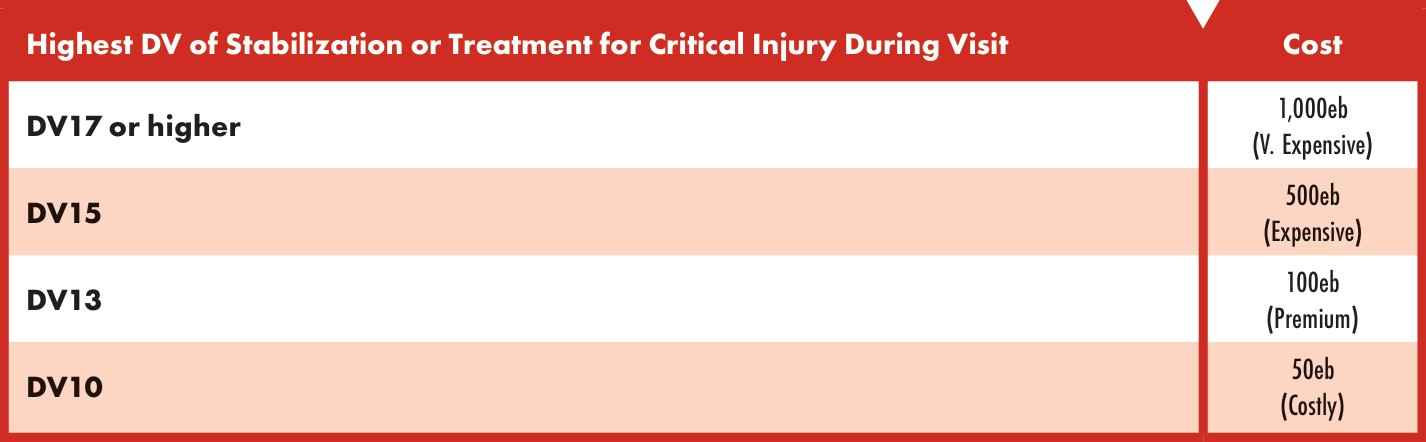 Highest DV of Stabilization or Treatment for Critical Injury During Visit Cost
DV17 or higher 1,000eb
(V. Expensive)
DV15 500eb
(Expensive)
DV13 100eb
(Premium)
DV10 50eb
(Costly)